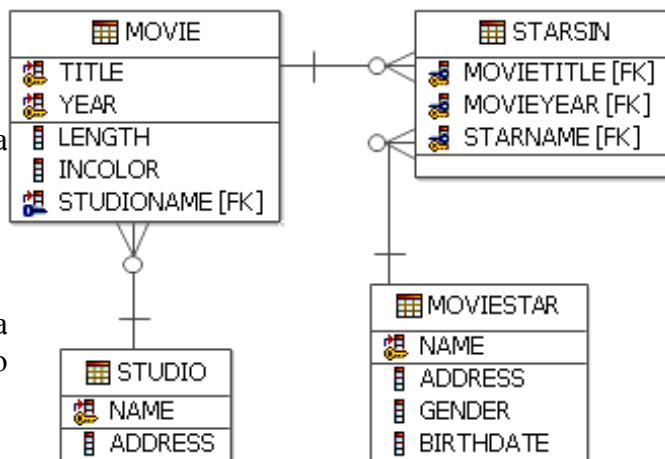 MOVIE
TITLE
YEAR
LENGTH
INCOLOR
STUDIONAME [FK]
STARSIN
MOVIETITLE [FK]
MOVIEYEAR [FK]
STARNAME [FK]
a
a
o
STUDIO
NAME
ADDRESS
MOVIESTAR
NAME
ADDRESS
GENDER
BIRTHDATE